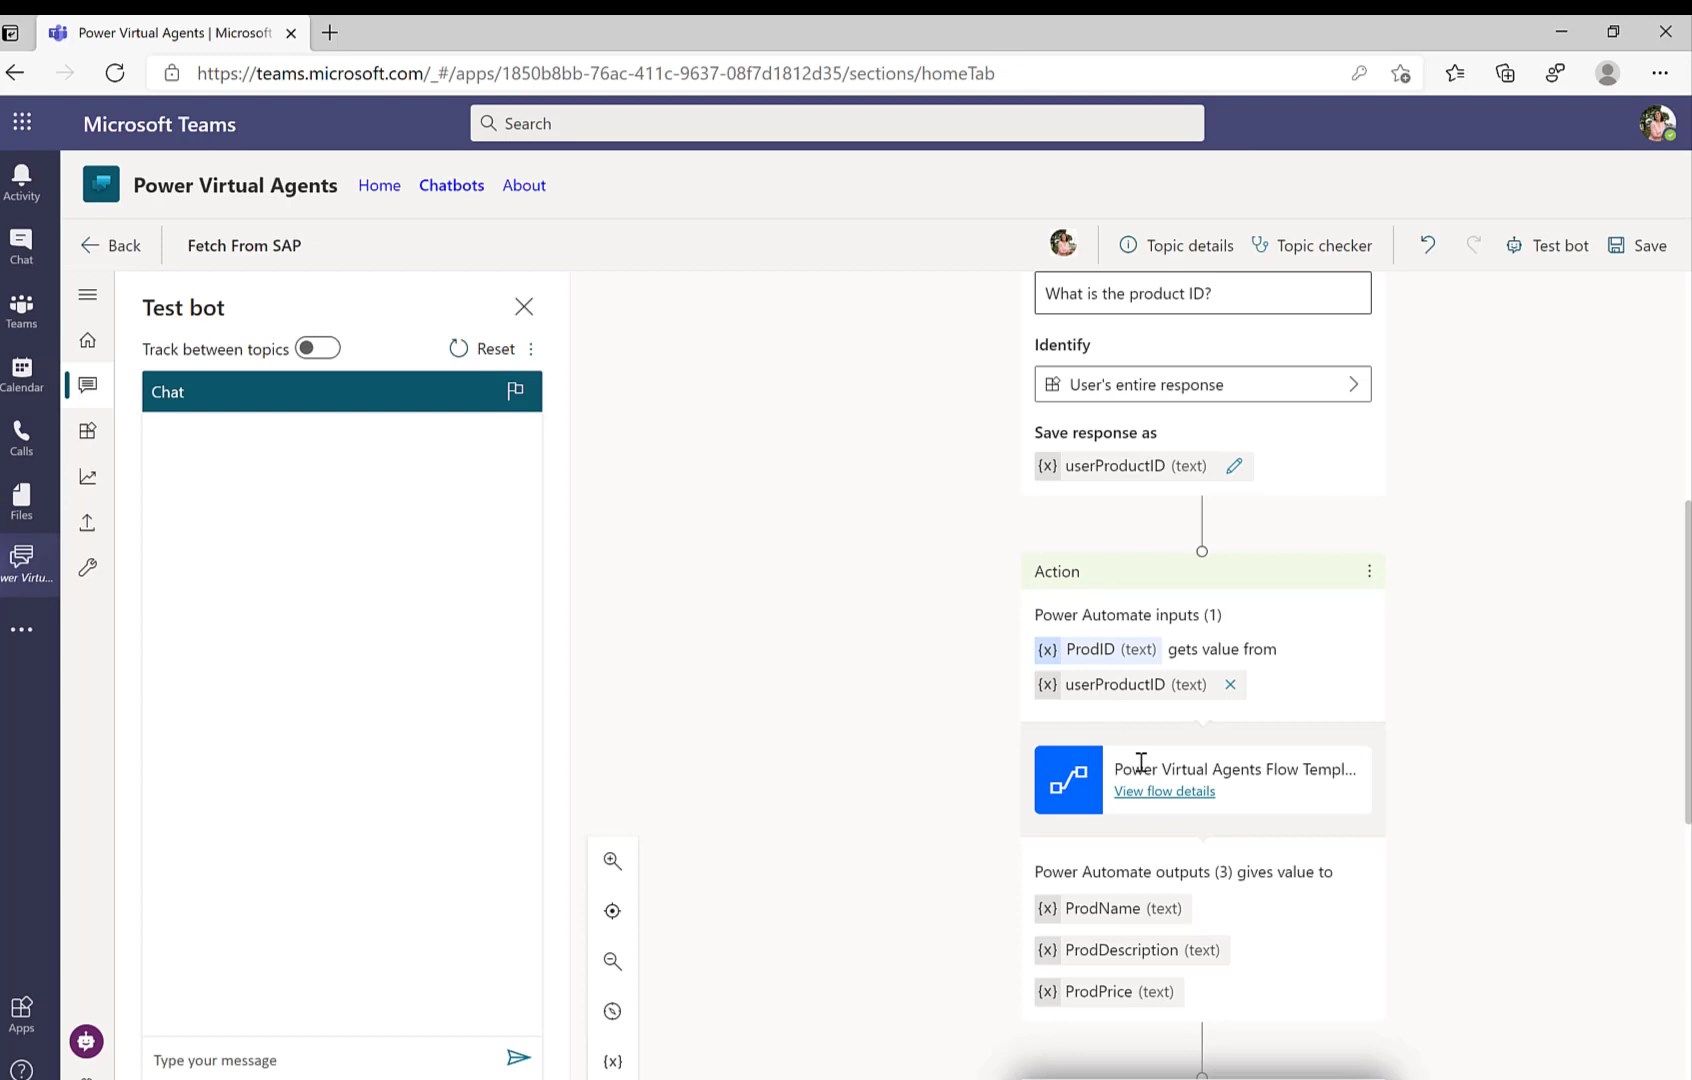 Power Virtual Agents | Microsoft
https://teams.microsoft.com/_#/apps/1850b8bb-76ac-411c-9637-08f7d1812d35/sections/homeTab
Microsoft Teams
Search
Activity
Chat
Teams
Calendar
Calls
Files
wer Virtu...
Apps
Power Virtual Agents
Home
Chatbots
About
Back
Fetch From SAP
Topic details
Topic checker
Test bot
Save
Test bot
Track between topics
Reset
Chat
Type your message
What is the product ID?
Identify
User's entire response
Save response as
{x} userProductID (text)
Action
Power Automate inputs (1)
{x} ProdID (text) gets value from
{x} userProductID (text)
Power Virtual Agents Flow Templ...
View flow details
Power Automate outputs (3) gives value to
{x} ProdName (text)
{x} ProdDescription (text)
{x} ProdPrice (text)
{x}